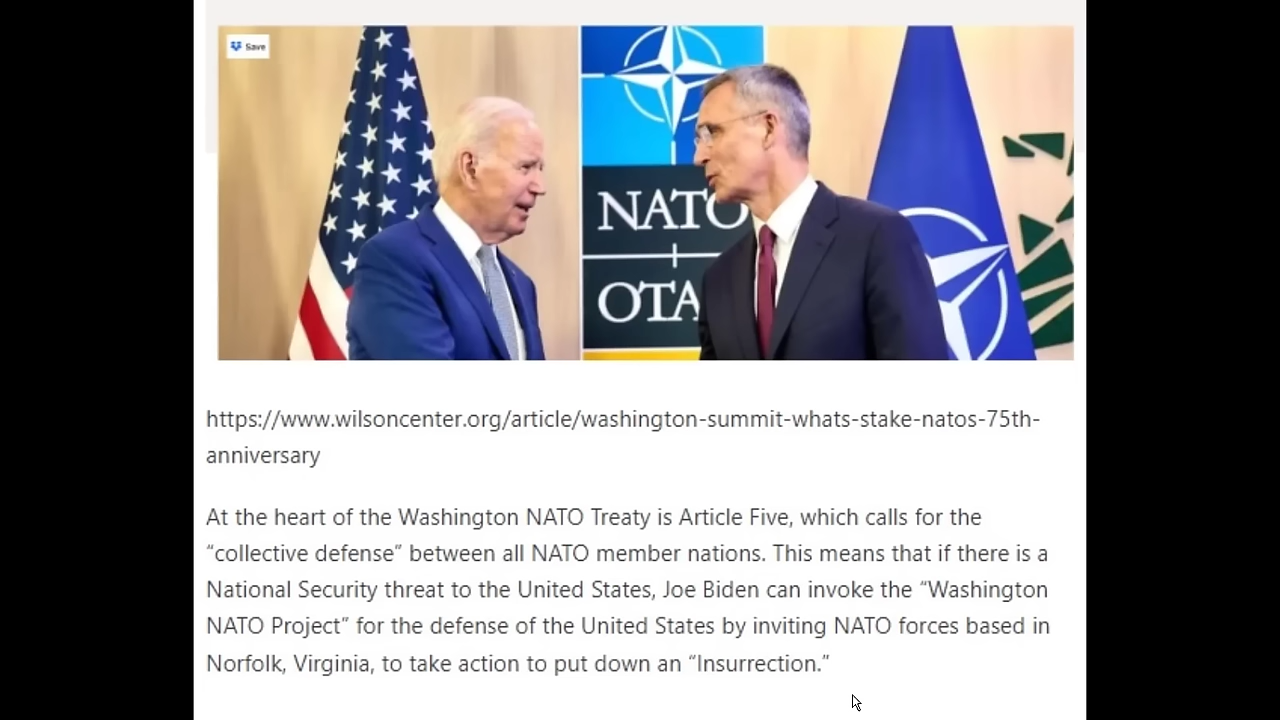 Save
NATO
OTA
https://www.wilsoncenter.org/article/washington-summit-whats-stake-natos-75th-
anniversary
At the heart of the Washington NATO Treaty is Article Five, which calls for the
“collective defense” between all NATO member nations. This means that if there is a
National Security threat to the United States, Joe Biden can invoke the “Washington
NATO Project” for the defense of the United States by inviting NATO forces based in
Norfolk, Virginia, to take action to put down an “Insurrection.”